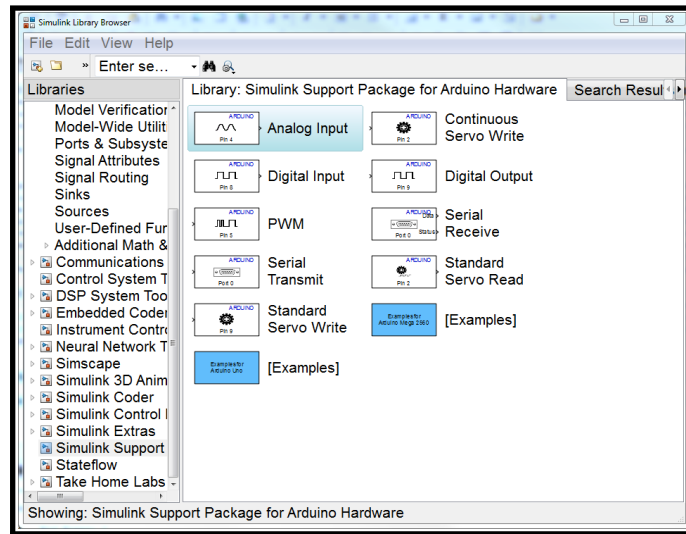 Simulink Library Browser
File Edit View Help
» Enter se...
Libraries
Library: Simulink Support Package for Arduino Hardware
Search Resul
Model Verification
Model-Wide Utiliti
Ports & Subsyste
Signal Attributes
Signal Routing
Sinks
Sources
User-Defined Fun
Additional Math &
Communications
Control System T
DSP System Too
Embedded Coder
Instrument Contro
Neural Network T
Simscape
Simulink 3D Anim
Simulink Coder
Simulink Control
Simulink Extras
Simulink Support
Stateflow
Take Home Labs
ARDUINO
Pin 4
Analog Input
ARDUINO
Pin 2
Continuous
Servo Write
ARDUINO
Pin 6
Digital Input
ARDUINO
Pin 9
Digital Output
ARDUINO
Pin 5
PWM
ARDUINO
Data
Status
Port 0
Serial
Receive
ARDUINO
Port 0
Serial
Transmit
ARDUINO
Pin 2
Standard
Servo Read
ARDUINO
Pin 9
Standard
Servo Write
Examples for
Arduino Mega 2560
[Examples]
Examples for
Arduino Uno
[Examples]
Showing: Simulink Support Package for Arduino Hardware